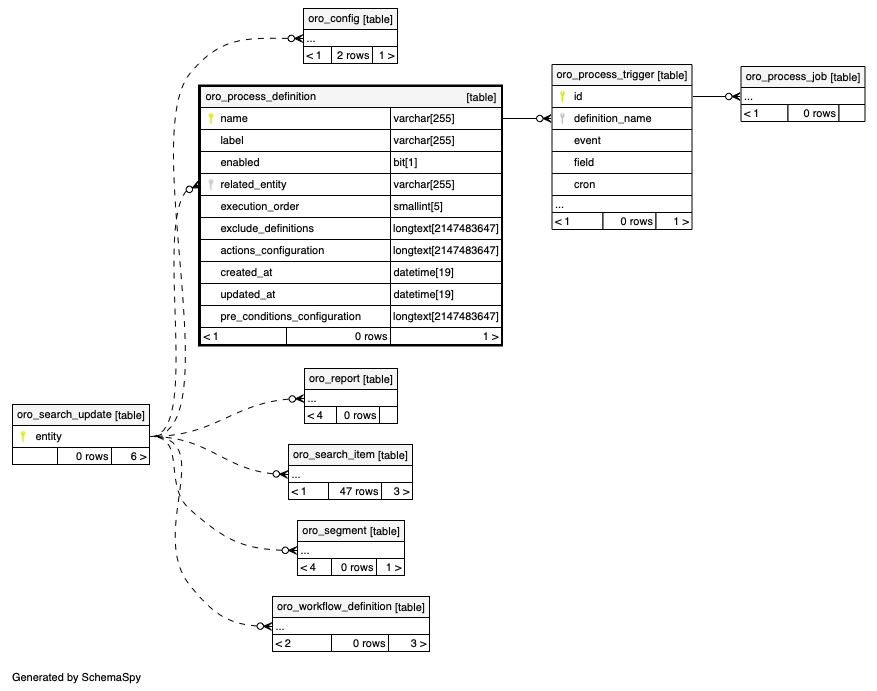 oro_config [table]
...
< 1 2 rows 1 >
oro_process_definition [table]
name varchar[255]
label varchar[255]
enabled bit[1]
related_entity varchar[255]
execution_order smallint[5]
exclude_definitions longtext[2147483647]
actions_configuration longtext[2147483647]
created_at datetime[19]
updated_at datetime[19]
pre_conditions_configuration longtext[2147483647]
< 1 0 rows 1 >
oro_process_trigger [table]
id
definition_name
event
field
cron
...
< 1 0 rows 1 >
oro_process_job [table]
...
< 1 0 rows
oro_search_update [table]
entity
0 rows 6 >
oro_report [table]
...
< 4 0 rows
oro_search_item [table]
...
< 1 47 rows 3 >
oro_segment [table]
...
< 4 0 rows 1 >
oro_workflow_definition [table]
...
< 2 0 rows 3 >
Generated by SchemaSpy